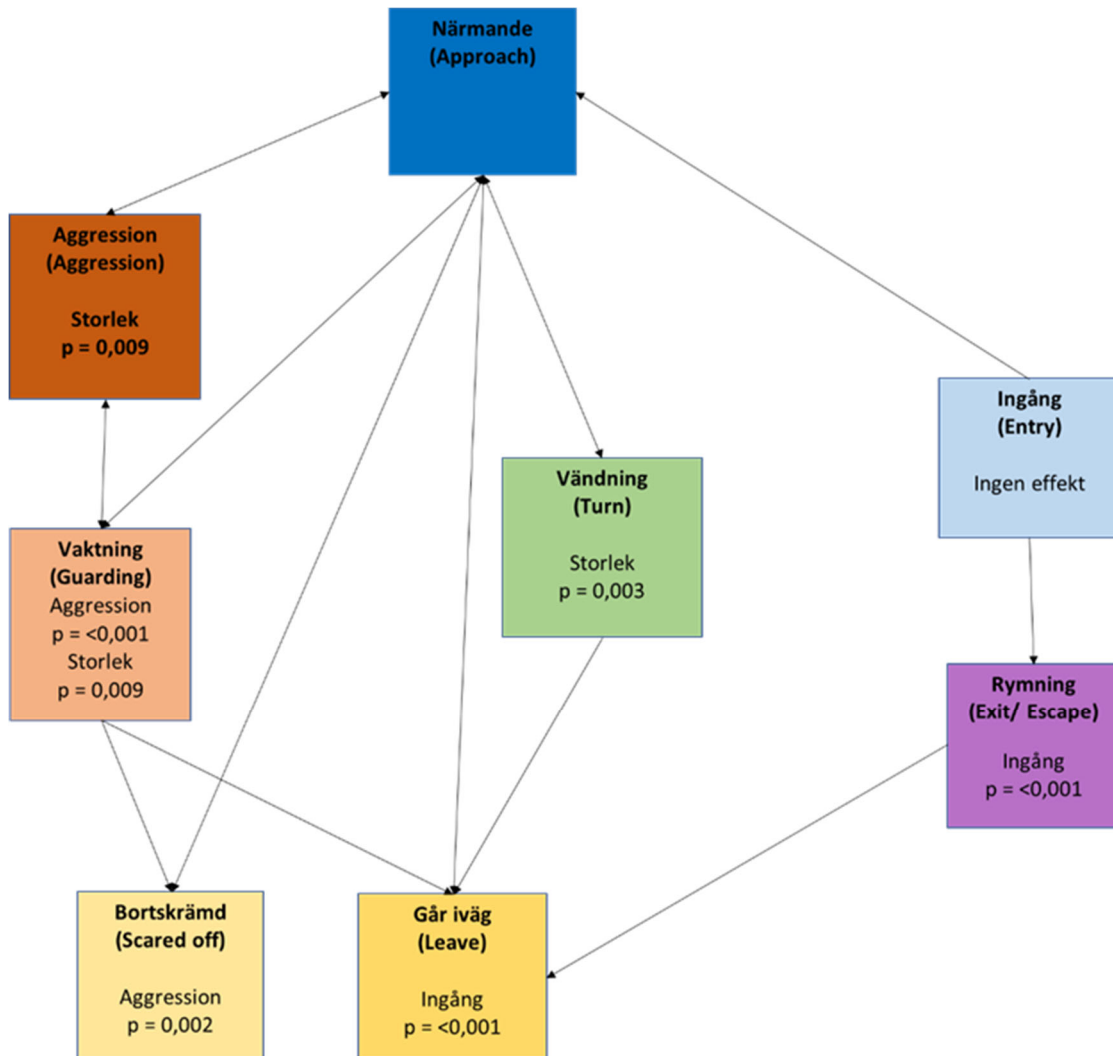 Närmande
(Approach)
Aggression
(Aggression)
Storlek
p = 0,009
Ingång
(Entry)
Ingen effekt
Vändning
(Turn)
Storlek
p = 0,003
Vaktning
(Guarding)
Aggression
p = <0,001
Storlek
p = 0,009
Rymning
(Exit/ Escape)
Ingång
p = <0,001
Bortskrämd
(Scared off)
Aggression
p = 0,002
Går iväg
(Leave)
Ingång
p = <0,001